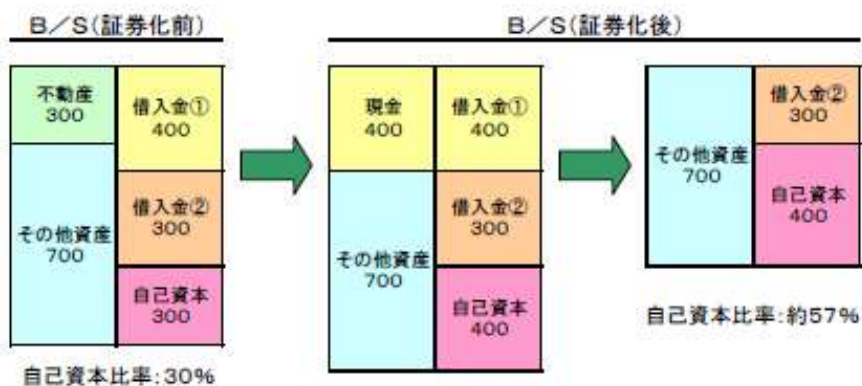 B/S(証券化前)
B/S(証券化後)
不動産
300
借入金①
400
その他資産
700
借入金②
300
自己資本
300
自己資本比率:30%
現金
400
借入金①
400
その他資産
700
借入金②
300
自己資本
400
その他資産
700
借入金②
300
自己資本
400
自己資本比率:約57%